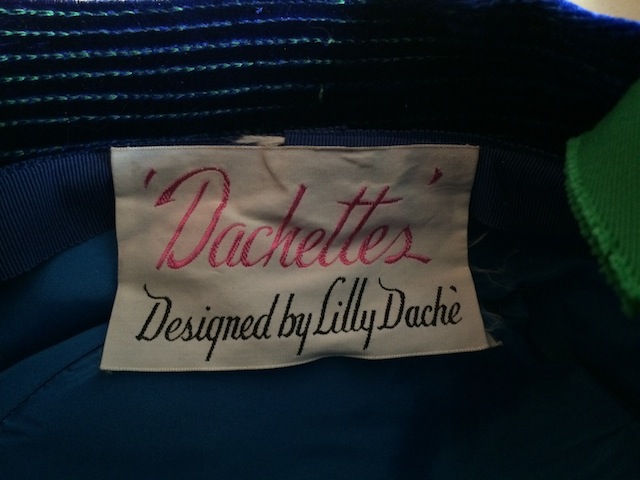 'Dachettes'
Designed by Lilly Dachè